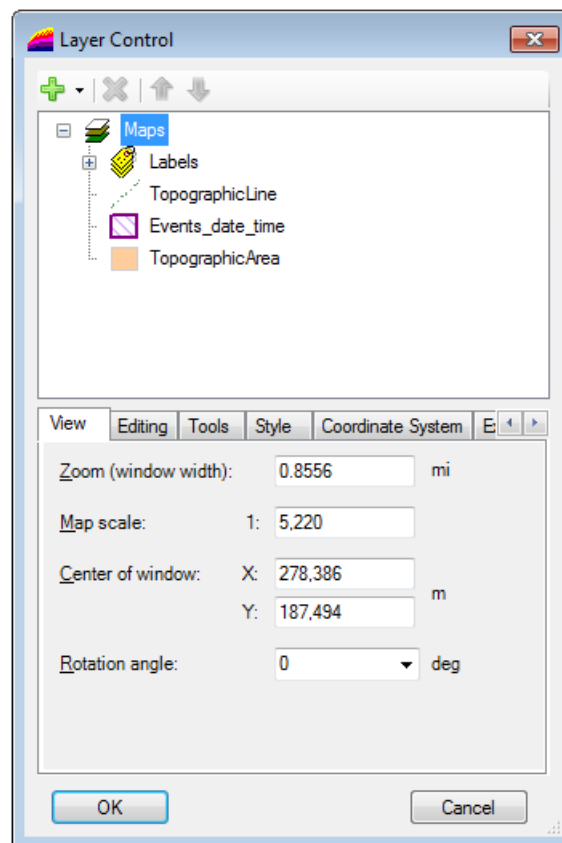 Layer Control
Maps
Labels
TopographicLine
Events_date_time
TopographicArea
View Editing Tools Style Coordinate System
Zoom (window width): 0.8556 mi
Map scale: 1: 5,220
Center of window: X: 278,386
m
Y: 187,494
Rotation angle: 0 deg
OK Cancel